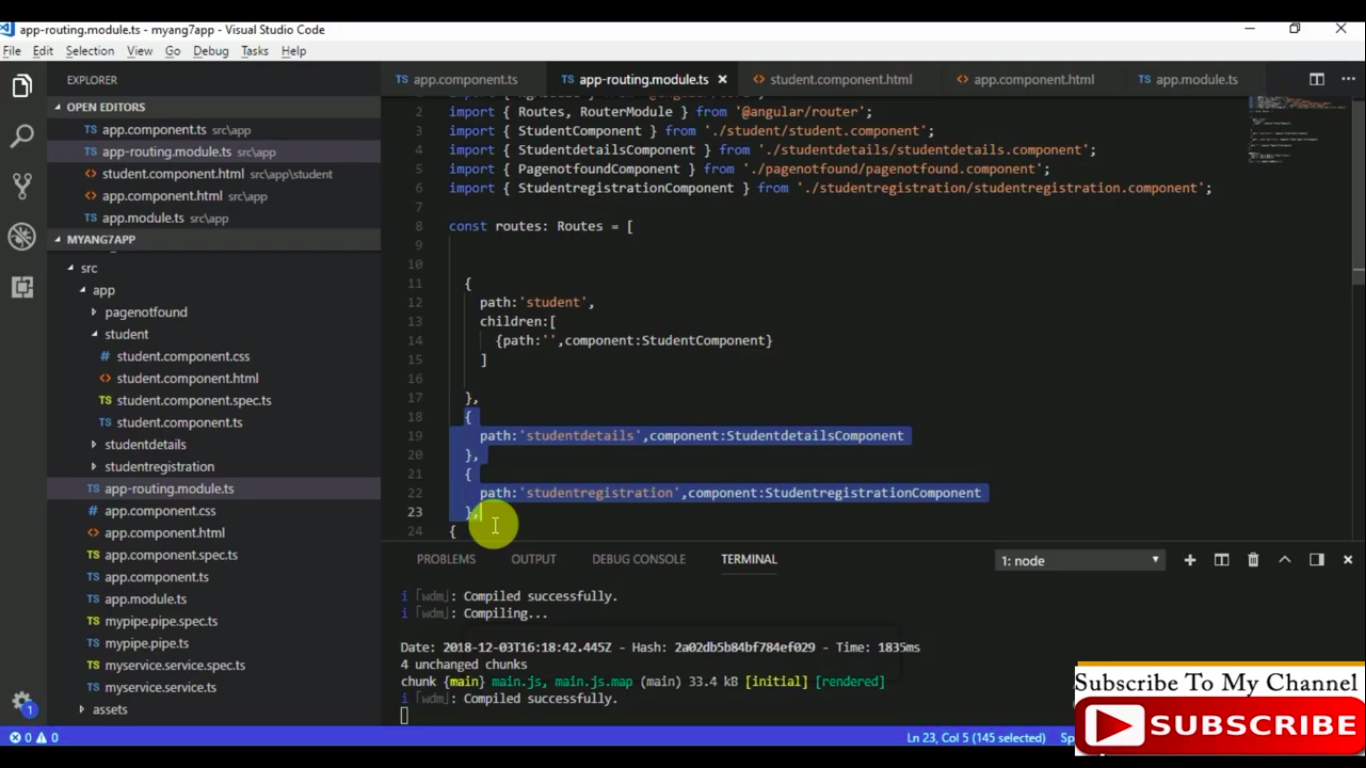 app-routing.module.ts - myang7app - Visual Studio Code
File Edit Selection View Go Debug Tasks Help
EXPLORER
OPEN EDITORS
TS app.component.ts src\app
TS app-routing.module.ts src\app
<> student.component.html src\app\student
<> app.component.html src\app
TS app.module.ts src\app
MYANG7APP
src
app
pagenotfound
student
# student.component.css
<> student.component.html
TS student.component.spec.ts
TS student.component.ts
studentdetails
studentregistration
TS app-routing.module.ts
# app.component.css
<> app.component.html
TS app.component.spec.ts
TS app.component.ts
TS app.module.ts
TS mypipe.pipe.spec.ts
TS mypipe.pipe.ts
TS myservice.service.spec.ts
TS myservice.service.ts
assets
1
TS app.component.ts TS app-routing.module.ts × <> student.component.html <> app.component.html TS app.module.ts
2 import { Routes, RouterModule } from '@angular/router';
3 import { StudentComponent } from './student/student.component';
4 import { StudentdetailsComponent } from './studentdetails/studentdetails.component';
5 import { PagenotfoundComponent } from './pagenotfound/pagenotfound.component';
6 import { StudentregistrationComponent } from './studentregistration/studentregistration.component';
7
8 const routes: Routes = [
9
10
11 {
12 path:'student',
13 children:[
14 {path:'',component:StudentComponent}
15 ]
16
17 },
18 {
19 path:'studentdetails',component:StudentdetailsComponent
20 },
21 {
22 path:'studentregistration',component:StudentregistrationComponent
23 },
24 {
PROBLEMS OUTPUT DEBUG CONSOLE TERMINAL 1: node
i ｢wdm｣: Compiled successfully.
i ｢wdm｣: Compiling...
Date: 2018-12-03T16:18:42.445Z - Hash: 2a02db5b84bf784ef029 - Time: 1835ms
4 unchanged chunks
chunk {main} main.js, main.js.map (main) 33.4 kB [initial] [rendered]
i ｢wdm｣: Compiled successfully.
0 0 Ln 23, Col 5 (145 selected)
Subscribe To My Channel
SUBSCRIBE